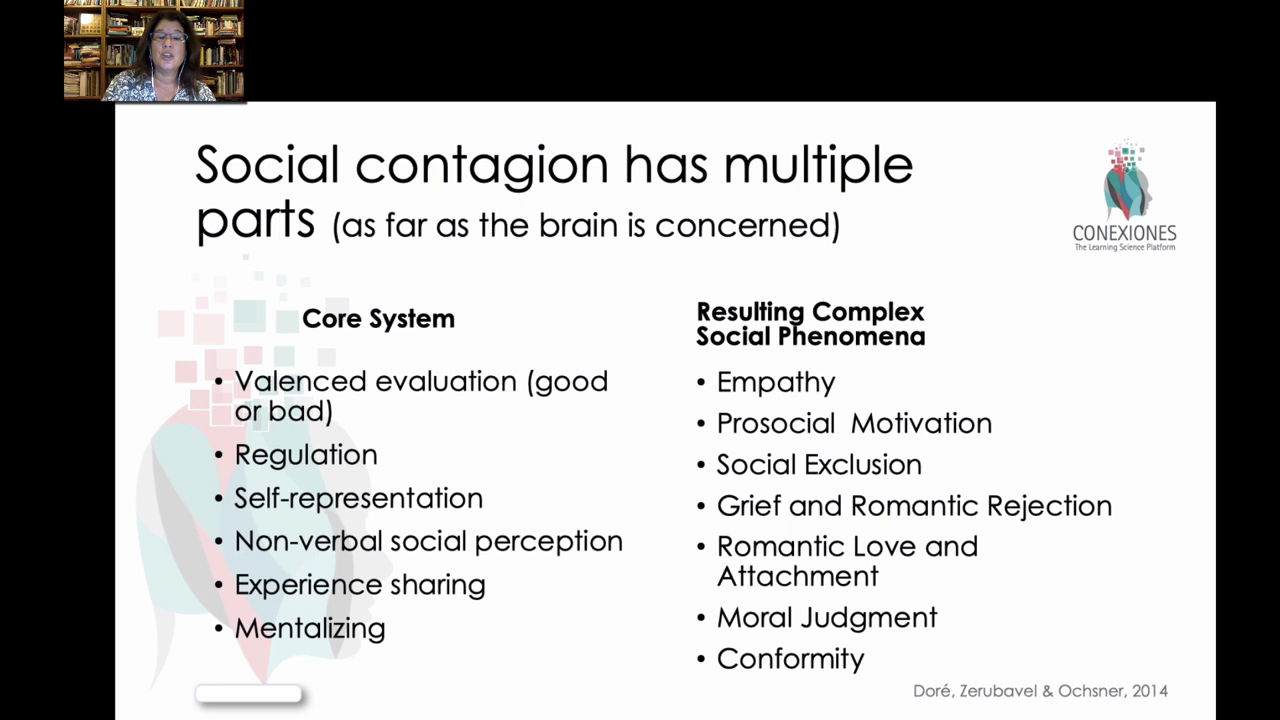 Social contagion has multiple
parts (as far as the brain is concerned)
CONEXIONES
The Learning Science Platform
Core System
• Valenced evaluation (good
or bad)
• Regulation
• Self-representation
• Non-verbal social perception
• Experience sharing
• Mentalizing
Resulting Complex
Social Phenomena
• Empathy
• Prosocial  Motivation
• Social Exclusion
• Grief and Romantic Rejection
• Romantic Love and
Attachment
• Moral Judgment
• Conformity
Doré, Zerubavel & Ochsner, 2014